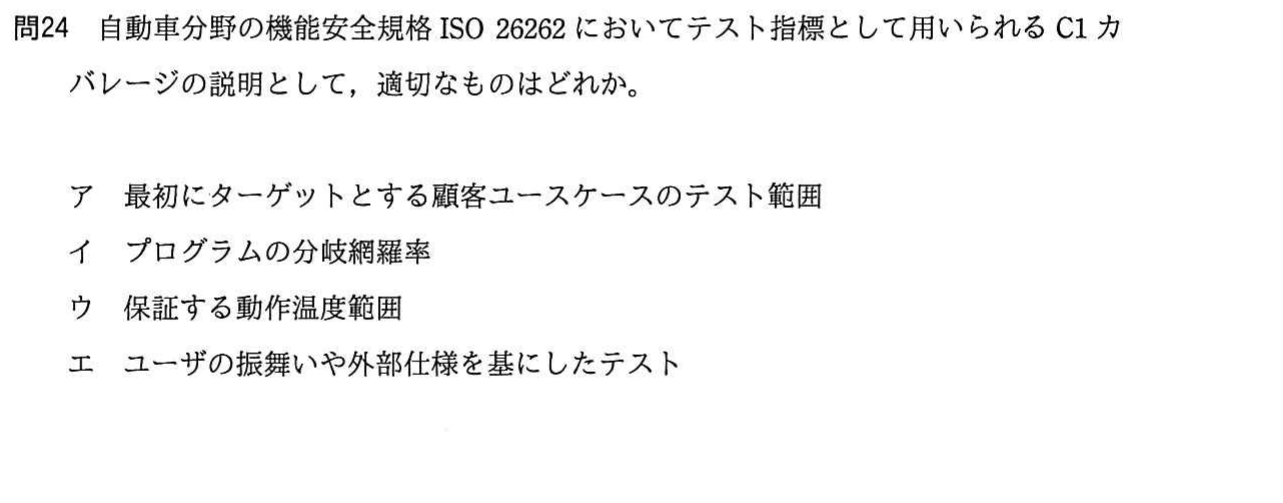 問24 自動車分野の機能安全規格 ISO 26262 においてテスト指標として用いられる C1 カ
バレージの説明として，適切なものはどれか。
ア 最初にターゲットとする顧客ユースケースのテスト範囲
イ プログラムの分岐網羅率
ウ 保証する動作温度範囲
エ ユーザの振舞いや外部仕様を基にしたテスト